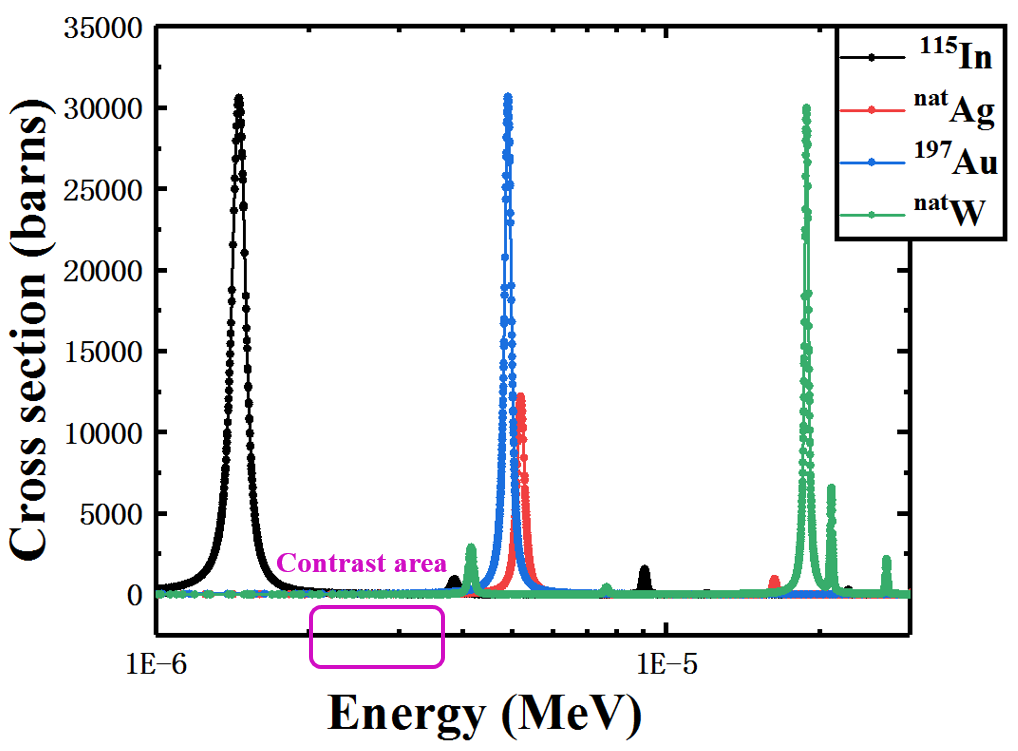 35000
30000
25000
20000
15000
10000
5000
0
Cross section (barns)
115In
natAg
197Au
natW
Contrast area
1E-6
1E-5
Energy (MeV)